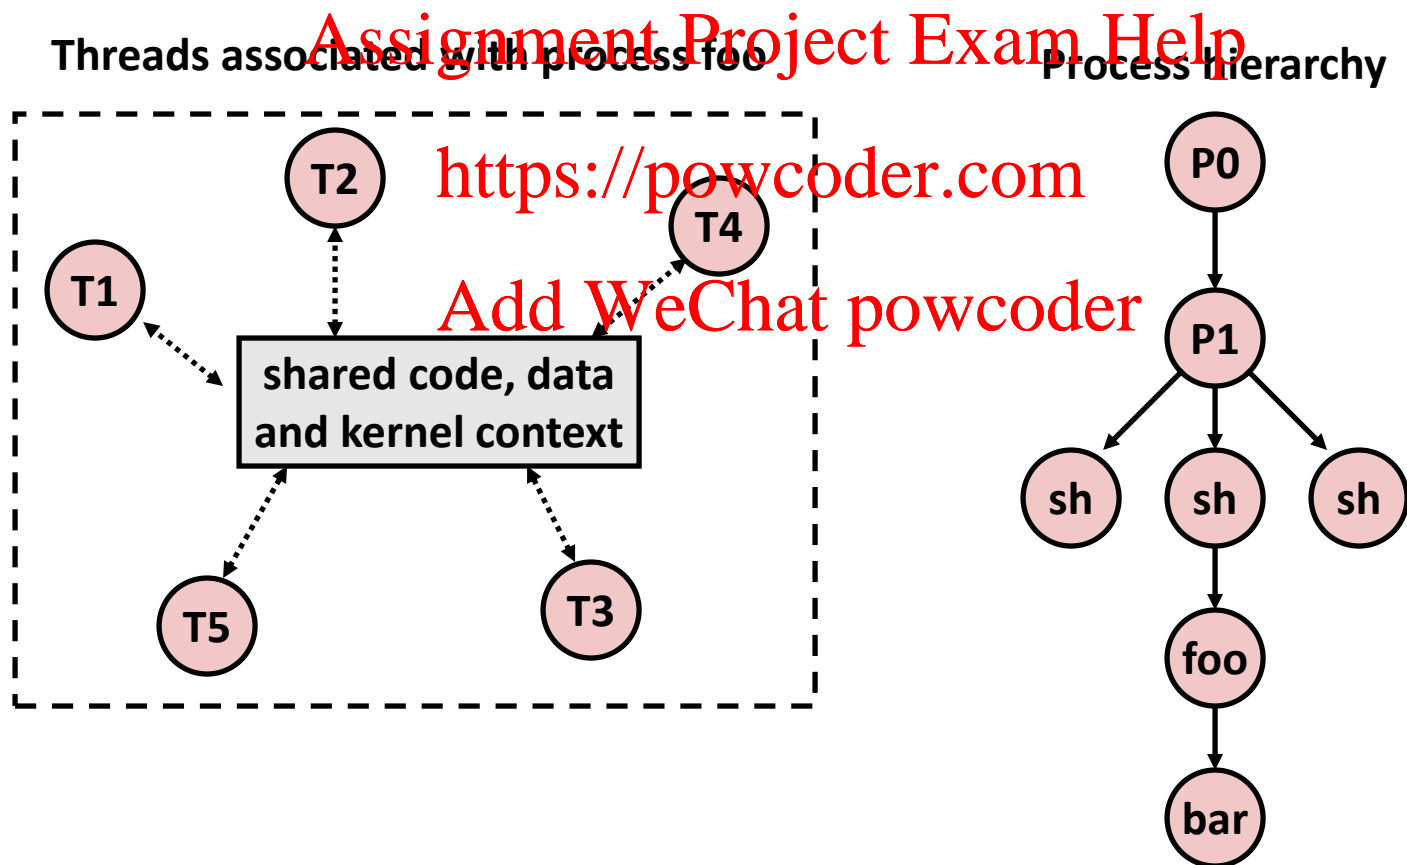 Assignment Project Exam Help
Threads associated with process foo
Process hierarchy
https://powcoder.com
Add WeChat powcoder
T1
T2
T4
shared code, data
and kernel context
T5
T3
P0
P1
sh
sh
sh
foo
bar